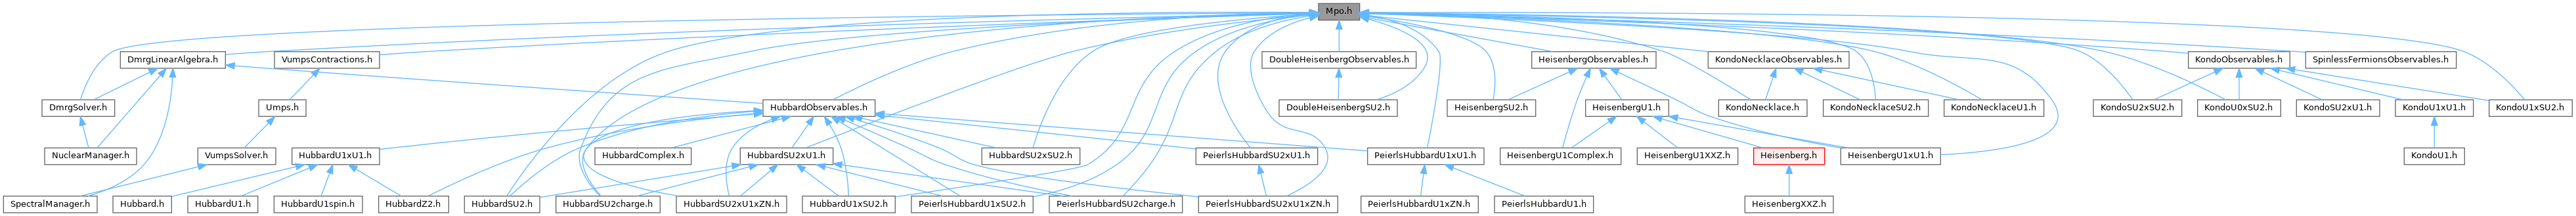 Mpo.h
DmrgLinearAlgebra.h
VumpsContractions.h
DoubleHeisenbergObservables.h
HeisenbergObservables.h
KondoNecklaceObservables.h
KondoObservables.h
SpinlessFermionsObservables.h
DmrgSolver.h
Umps.h
HubbardObservables.h
DoubleHeisenbergSU2.h
HeisenbergSU2.h
HeisenbergU1.h
KondoNecklace.h
KondoNecklaceSU2.h
KondoNecklaceU1.h
KondoSU2xSU2.h
KondoU0xSU2.h
KondoSU2xU1.h
KondoU1xU1.h
KondoU1xSU2.h
NuclearManager.h
VumpsSolver.h
HubbardU1xU1.h
HubbardComplex.h
HubbardSU2xU1.h
HubbardSU2xSU2.h
PeierlsHubbardSU2xU1.h
PeierlsHubbardU1xU1.h
HeisenbergU1Complex.h
HeisenbergU1XXZ.h
Heisenberg.h
HeisenbergU1xU1.h
KondoU1.h
SpectralManager.h
Hubbard.h
HubbardU1.h
HubbardU1spin.h
HubbardZ2.h
HubbardSU2.h
HubbardSU2charge.h
HubbardSU2xU1xZN.h
HubbardU1xSU2.h
PeierlsHubbardU1xSU2.h
PeierlsHubbardSU2charge.h
PeierlsHubbardSU2xU1xZN.h
PeierlsHubbardU1xZN.h
PeierlsHubbardU1.h
HeisenbergXXZ.h